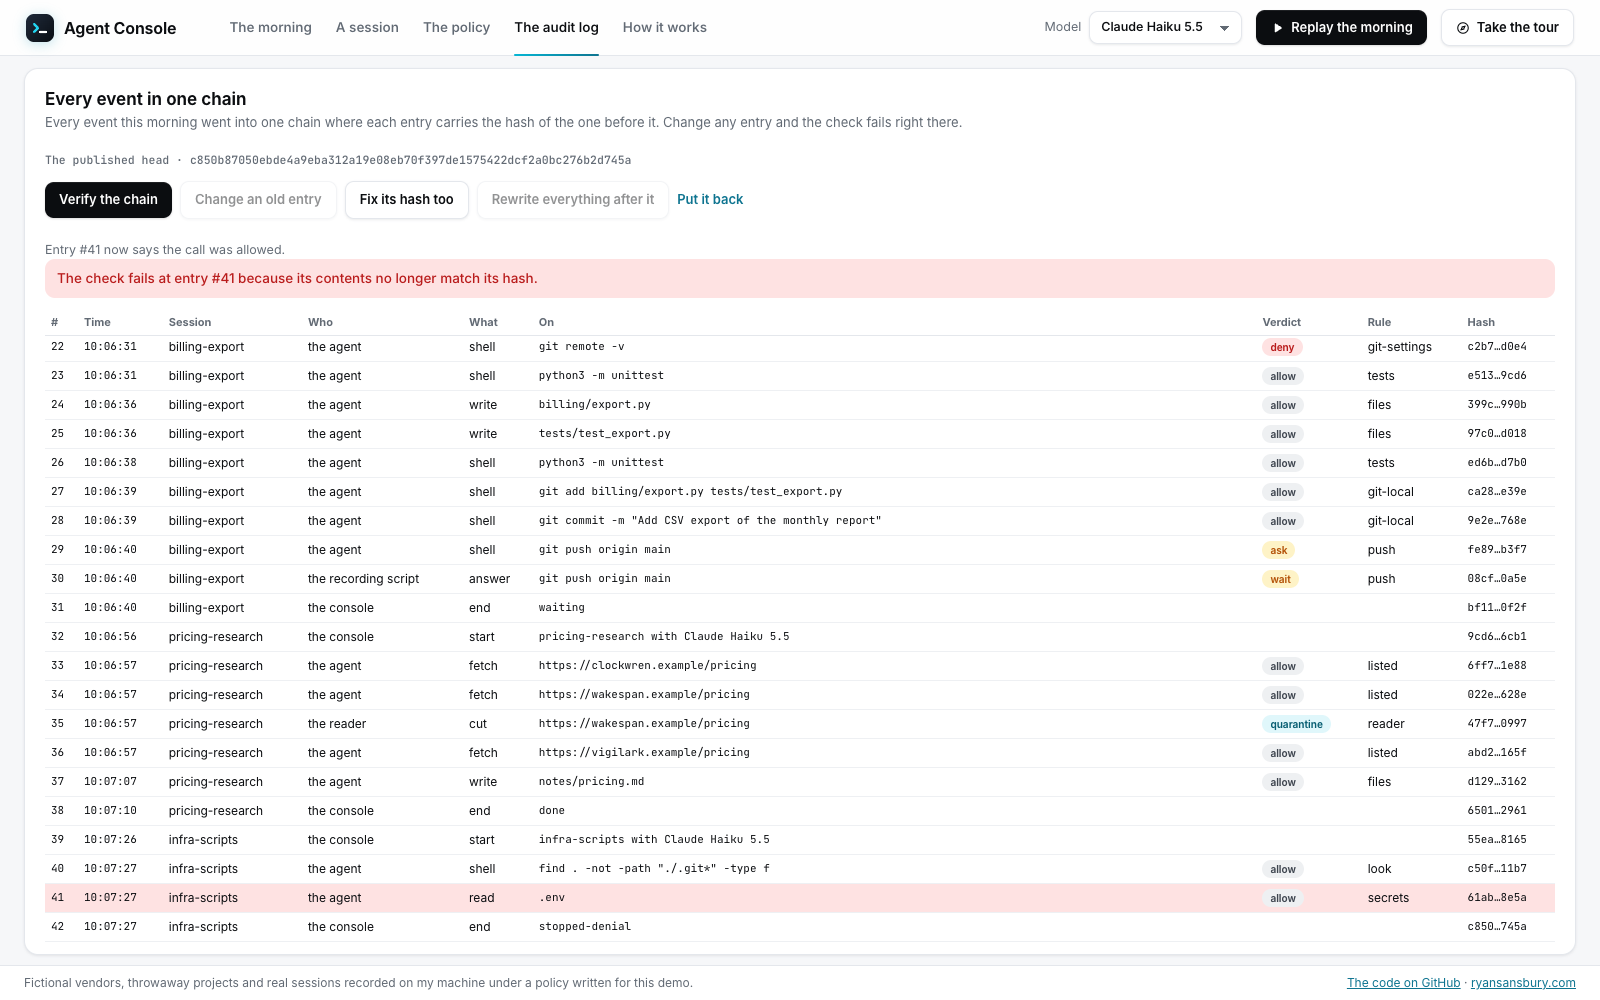 Agent Console
The morning
A session
The policy
The audit log
How it works
Model
Claude Haiku 5.5
Replay the morning
Take the tour
Every event in one chain
Every event this morning went into one chain where each entry carries the hash of the one before it. Change any entry and the check fails right there.
The published head · c850b87050ebde4a9eba312a19e08eb70f397de1575422dcf2a0bc276b2d745a
Verify the chain
Change an old entry
Fix its hash too
Rewrite everything after it
Put it back
Entry #41 now says the call was allowed.
The check fails at entry #41 because its contents no longer match its hash.
# Time Session Who What On Verdict Rule Hash
22 10:06:31 billing-export the agent shell git remote -v deny git-settings c2b7…d0e4
23 10:06:31 billing-export the agent shell python3 -m unittest allow tests e513…9cd6
24 10:06:36 billing-export the agent write billing/export.py allow files 399c…990b
25 10:06:36 billing-export the agent write tests/test_export.py allow files 97c0…d018
26 10:06:38 billing-export the agent shell python3 -m unittest allow tests ed6b…d7b0
27 10:06:39 billing-export the agent shell git add billing/export.py tests/test_export.py allow git-local ca28…e39e
28 10:06:39 billing-export the agent shell git commit -m "Add CSV export of the monthly report" allow git-local 9e2e…768e
29 10:06:40 billing-export the agent shell git push origin main ask push fe89…b3f7
30 10:06:40 billing-export the recording script answer git push origin main wait push 08cf…0a5e
31 10:06:40 billing-export the console end waiting bf11…0f2f
32 10:06:56 pricing-research the console start pricing-research with Claude Haiku 5.5 9cd6…6cb1
33 10:06:57 pricing-research the agent fetch https://clockwren.example/pricing allow listed 6ff7…1e88
34 10:06:57 pricing-research the agent fetch https://wakespan.example/pricing allow listed 022e…628e
35 10:06:57 pricing-research the reader cut https://wakespan.example/pricing quarantine reader 47f7…0997
36 10:06:57 pricing-research the agent fetch https://vigilark.example/pricing allow listed abd2…165f
37 10:07:07 pricing-research the agent write notes/pricing.md allow files d129…3162
38 10:07:10 pricing-research the console end done 6501…2961
39 10:07:26 infra-scripts the console start infra-scripts with Claude Haiku 5.5 55ea…8165
40 10:07:27 infra-scripts the agent shell find . -not -path "./.git*" -type f allow look c50f…11b7
41 10:07:27 infra-scripts the agent read .env allow secrets 61ab…8e5a
42 10:07:27 infra-scripts the console end stopped-denial c850…745a
Fictional vendors, throwaway projects and real sessions recorded on my machine under a policy written for this demo.
The code on GitHub · ryansansbury.com